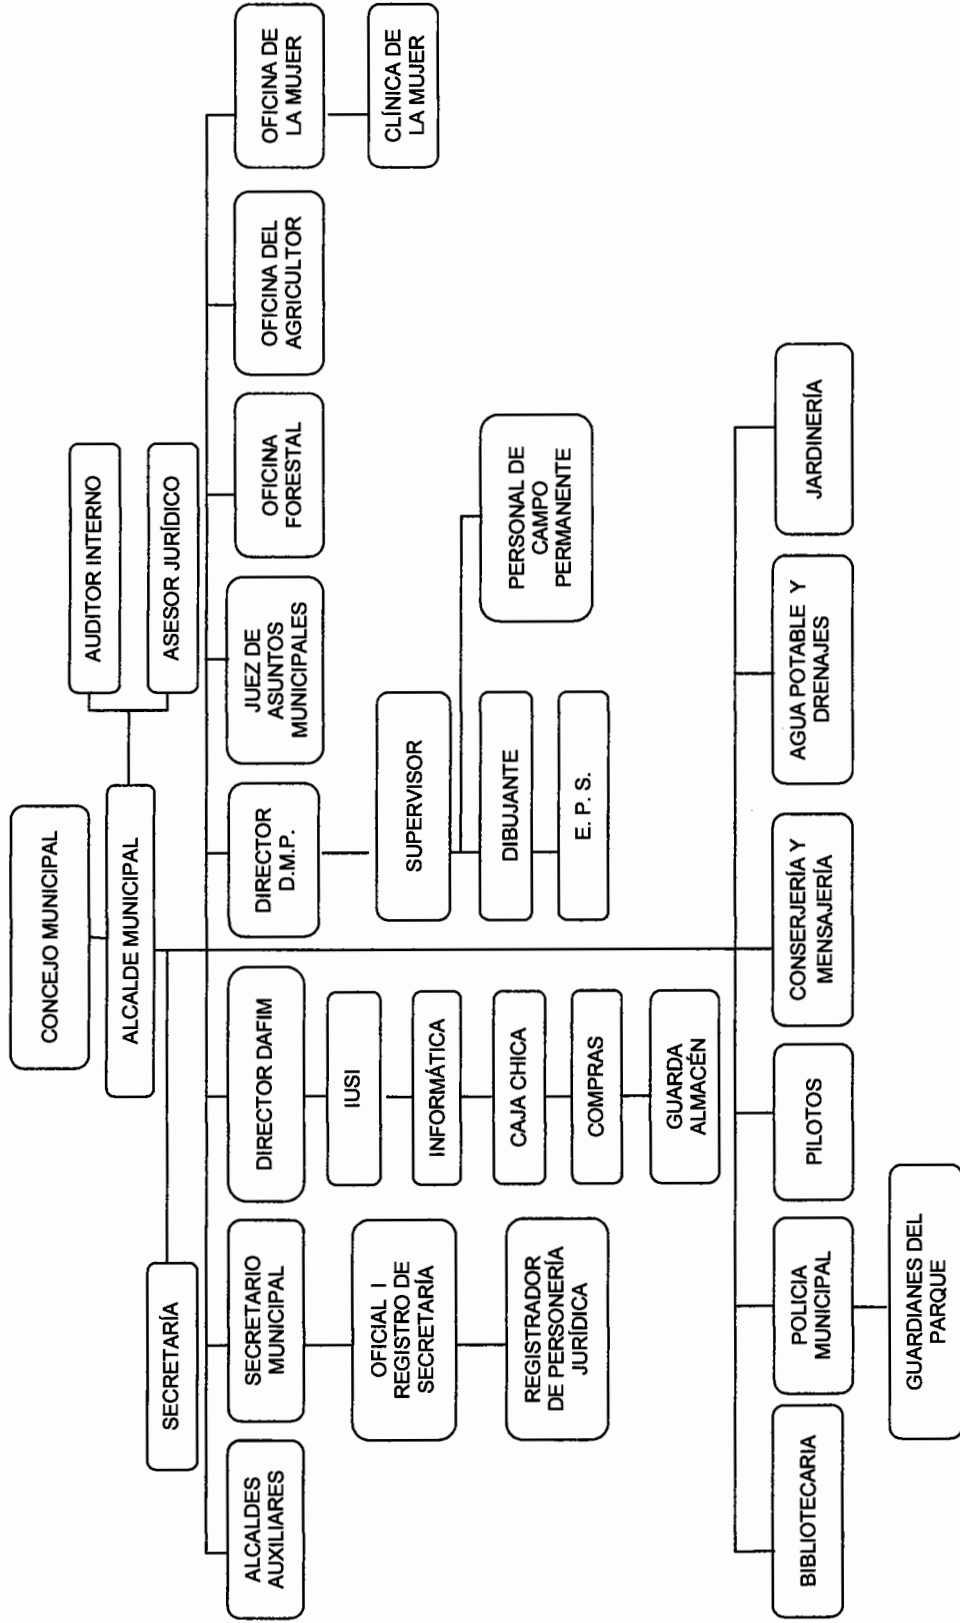 CONCEJO MUNICIPAL
ALCALDE MUNICIPAL
AUDITOR INTERNO
ASESOR JURÍDICO
SECRETARÍA
ALCALDES
AUXILIARES
SECRETARIO
MUNICIPAL
DIRECTOR DAFIM
DIRECTOR
D.M.P.
JUEZ DE
ASUNTOS
MUNICIPALES
OFICINA
FORESTAL
OFICINA DEL
AGRICULTOR
OFICINA DE
LA MUJER
OFICIAL I
REGISTRO DE
SECRETARÍA
REGISTRADOR
DE PERSONERÍA
JURÍDICA
IUSI
INFORMÁTICA
CAJA CHICA
COMPRAS
GUARDA
ALMACÉN
SUPERVISOR
DIBUJANTE
E. P. S.
PERSONAL DE
CAMPO
PERMANENTE
CLÍNICA DE
LA MUJER
BIBLIOTECARIA
POLICIA
MUNICIPAL
PILOTOS
CONSERJERÍA Y
MENSAJERÍA
AGUA POTABLE Y
DRENAJES
JARDINERÍA
GUARDIANES DEL
PARQUE